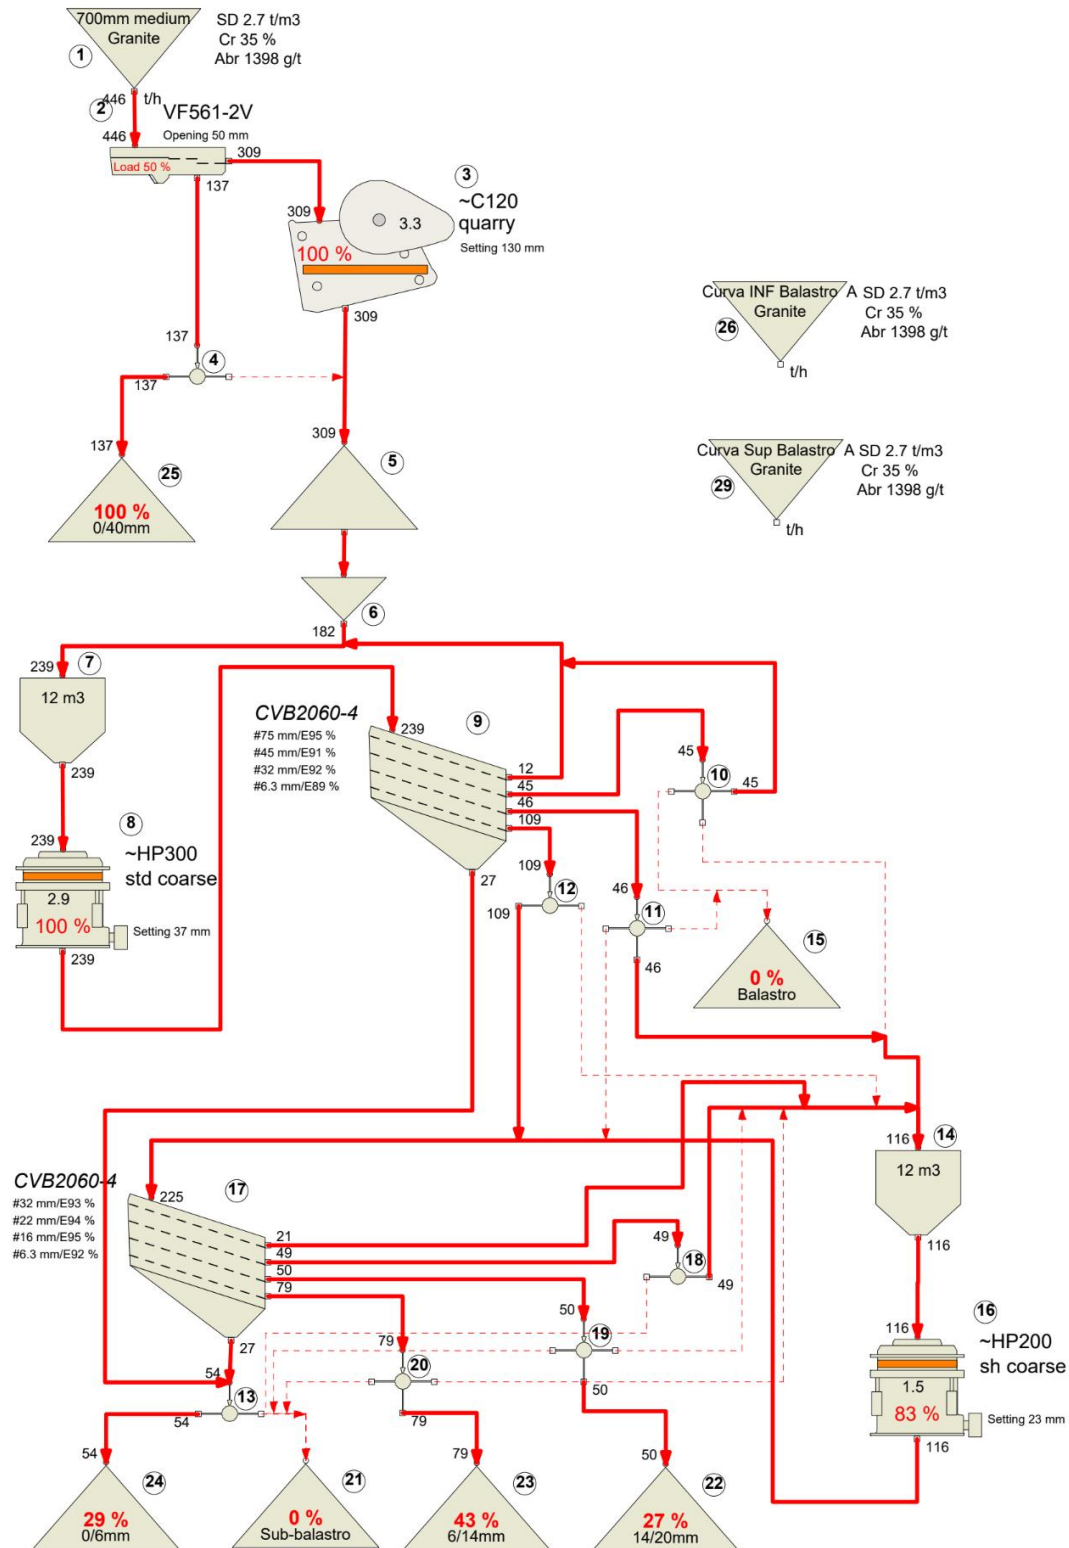 700mm medium
Granite
SD 2.7 t/m3
Cr 35 %
Abr 1398 g/t
1
446 t/h
2
VF561-2V
Opening 50 mm
446
Load 50 %
309
137
3
~C120
quarry
Setting 130 mm
309
3.3
100 %
309
137
4
137
137
25
100 %
0/40mm
309
5
6
182
Curva INF Balastro A
Granite
SD 2.7 t/m3
Cr 35 %
Abr 1398 g/t
26
t/h
Curva Sup Balastro A
Granite
SD 2.7 t/m3
Cr 35 %
Abr 1398 g/t
29
t/h
239
7
12 m3
239
8
239
~HP300
std coarse
2.9
100 %
Setting 37 mm
239
CVB2060-4
#75 mm/E95 %
#45 mm/E91 %
#32 mm/E92 %
#6.3 mm/E89 %
9
239
12
45
46
109
27
45
10
45
109
12
109
46
11
46
15
0 %
Balastro
116
14
12 m3
116
16
116
~HP200
sh coarse
1.5
83 %
Setting 23 mm
116
CVB2060-4
#32 mm/E93 %
#22 mm/E94 %
#16 mm/E95 %
#6.3 mm/E92 %
17
225
21
49
50
79
27
49
18
49
50
19
50
79
20
79
54
13
54
54
24
29 %
0/6mm
21
0 %
Sub-balastro
79
23
43 %
6/14mm
50
22
27 %
14/20mm